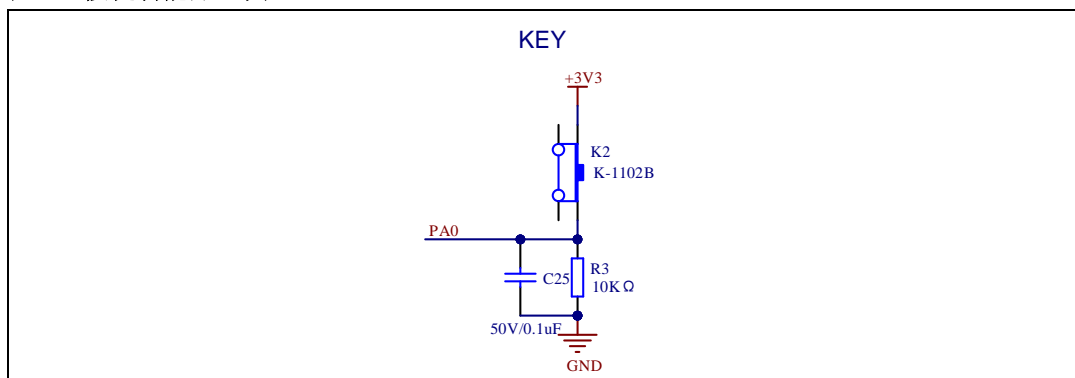 KEY
+3V3
K2
K-1102B
PA0
R3
C25
10KΩ
50V/0.1uF
GND